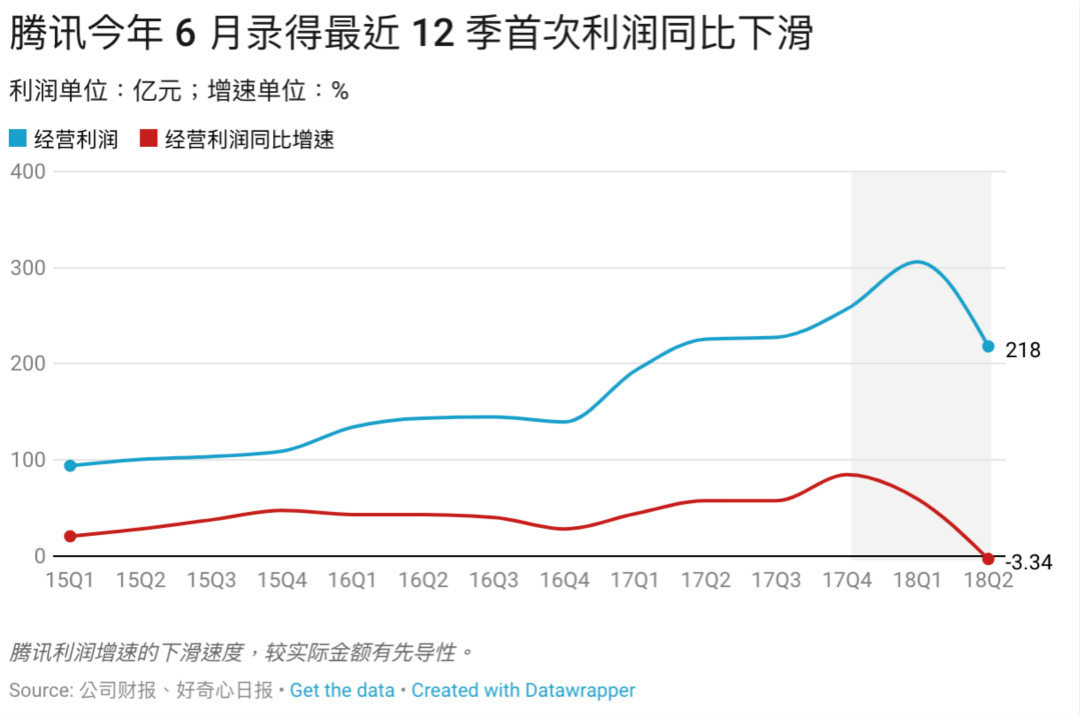 腾讯今年 6 月录得最近 12 季首次利润同比下滑
利润单位：亿元；增速单位：%
经营利润 经营利润同比增速
400
300
200
100
0
218
-3.34
15Q1 15Q2 15Q3 15Q4 16Q1 16Q2 16Q3 16Q4 17Q1 17Q2 17Q3 17Q4 18Q1 18Q2
腾讯利润增速的下滑速度，较实际金额有先导性。
Source: 公司财报、好奇心日报 • Get the data • Created with Datawrapper